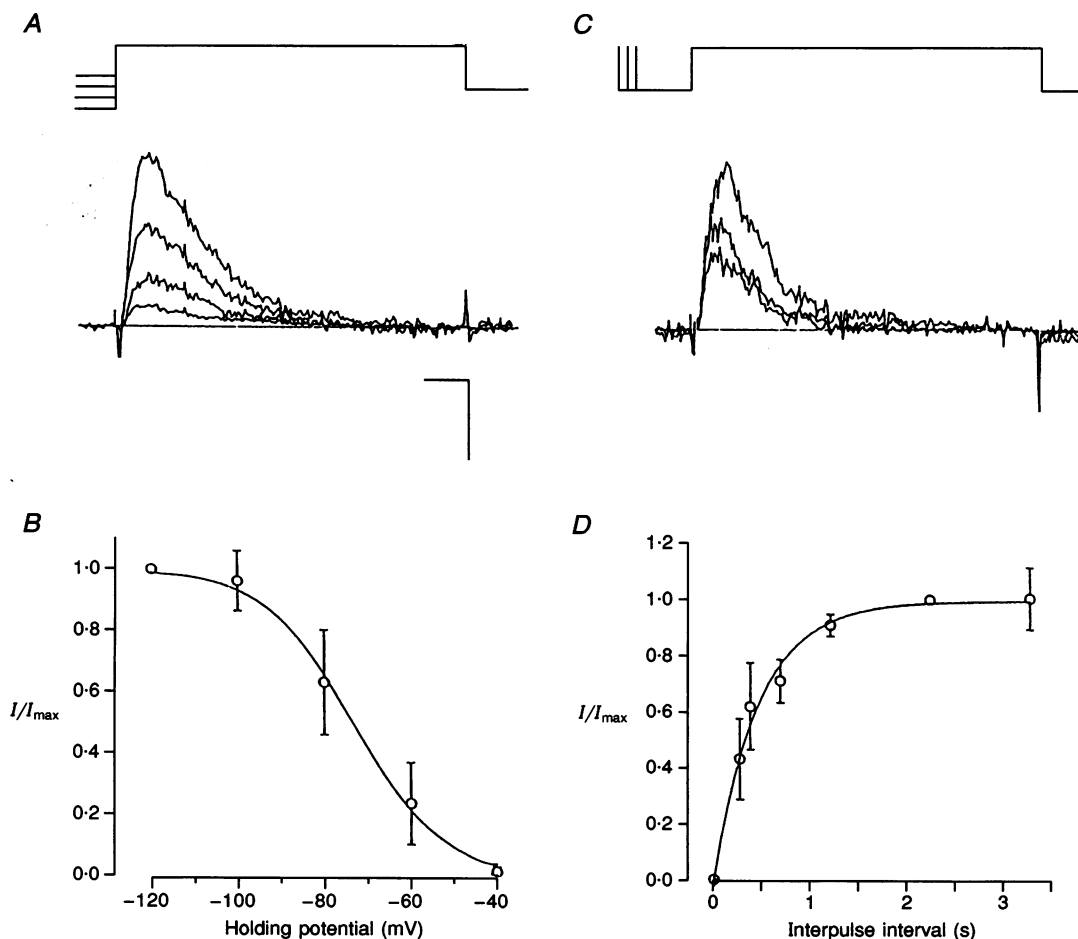 A
C
B
I/Imax
1·0
0·8
0·6
0·4
0·2
0·0
−120
−100
−80
−60
−40
Holding potential (mV)
D
I/Imax
1·2
1·0
0·8
0·6
0·4
0·2
0·0
0
1
2
3
Interpulse interval (s)